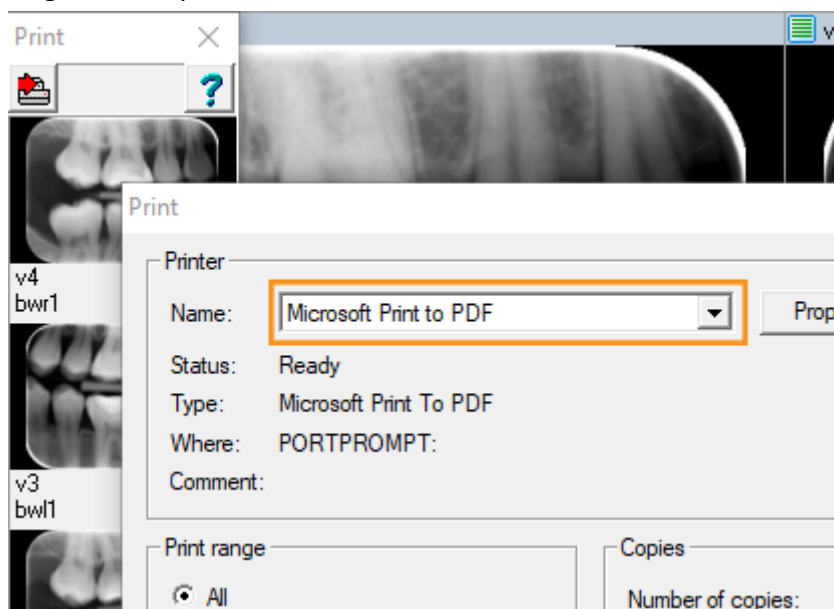 Print
?
v
v4
bwr1
v3
bwl1
Print
Printer
Name: Microsoft Print to PDF Prop
Status: Ready
Type: Microsoft Print To PDF
Where: PORTPROMPT:
Comment:
Print range
All
Copies
Number of copies: